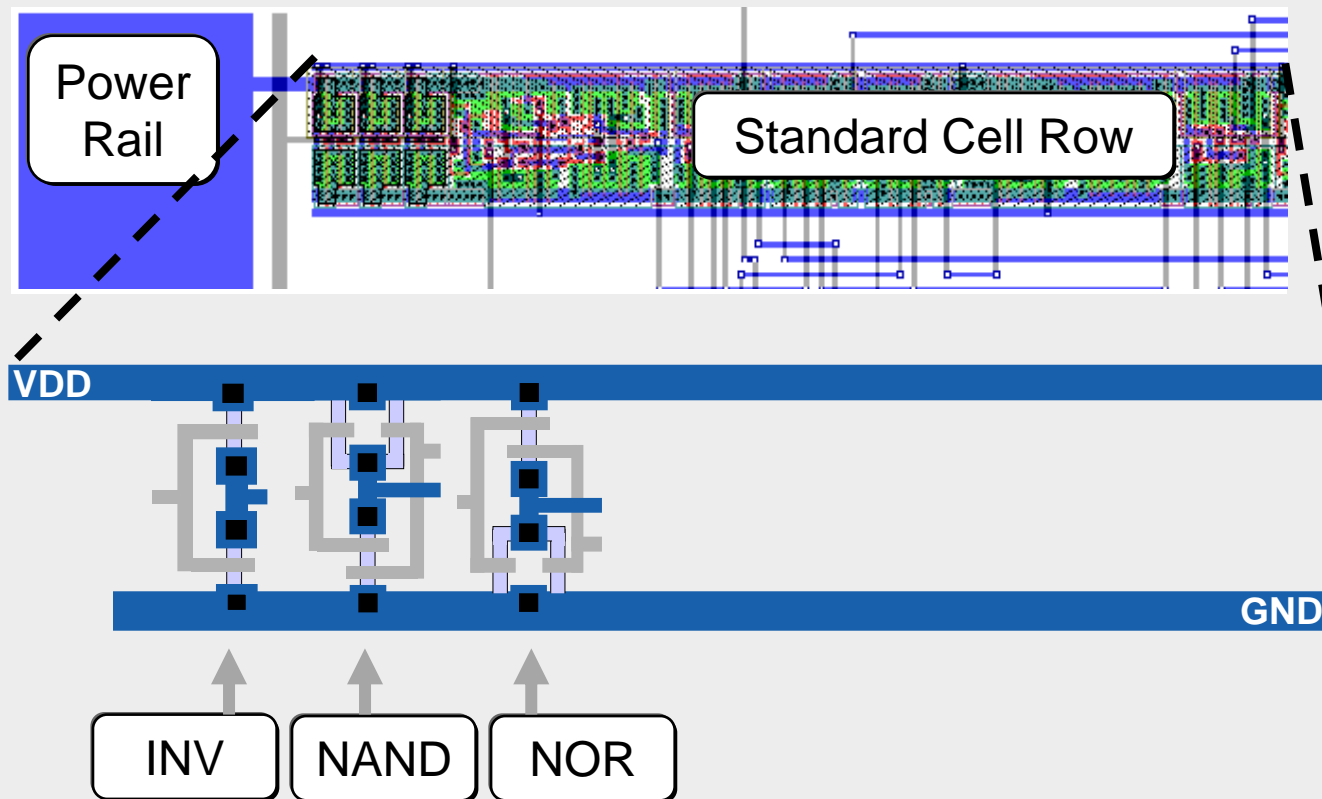 Power
Rail
Standard Cell Row
VDD
GND
INV
NAND
NOR